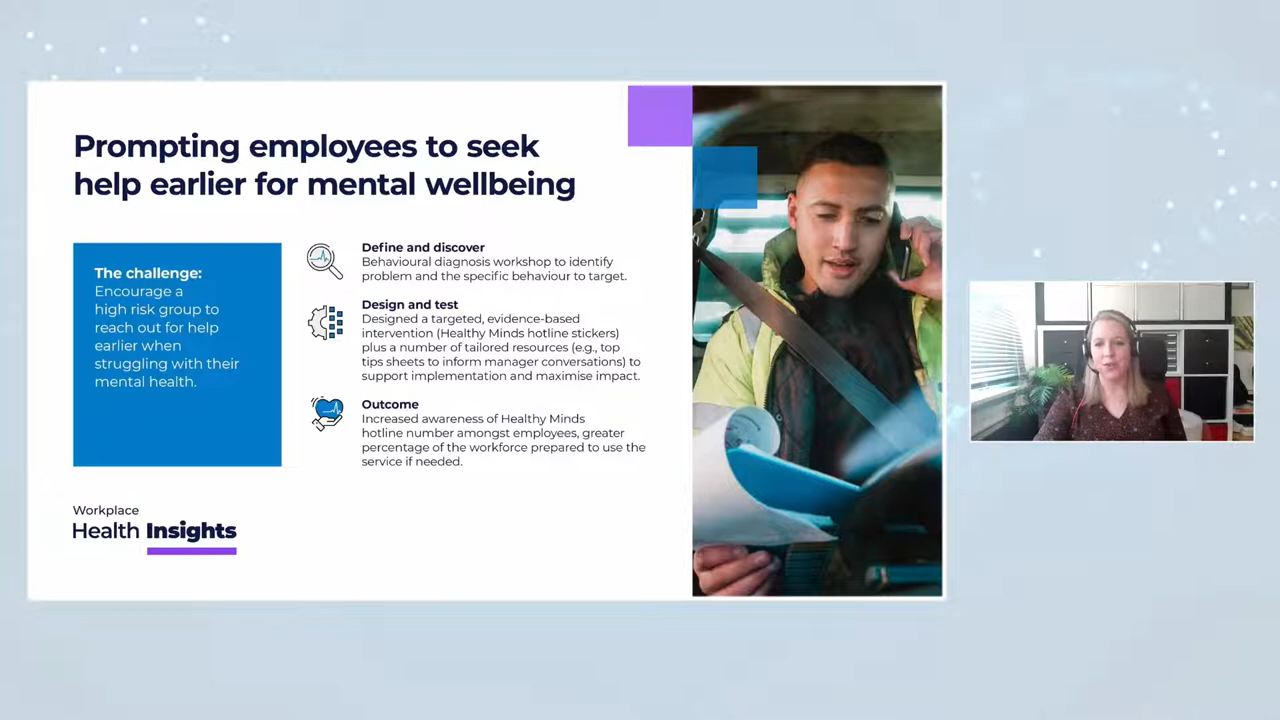 Prompting employees to seek
help earlier for mental wellbeing
The challenge:
Encourage a
high risk group to
reach out for help
earlier when
struggling with their
mental health.
Define and discover
Behavioural diagnosis workshop to identify
problem and the specific behaviour to target.
Design and test
Designed a targeted, evidence-based
intervention (Healthy Minds hotline stickers)
plus a number of tailored resources (e.g., top
tips sheets to inform manager conversations) to
support implementation and maximise impact.
Outcome
Increased awareness of Healthy Minds
hotline number amongst employees, greater
percentage of the workforce prepared to use the
service if needed.
Workplace
Health Insights